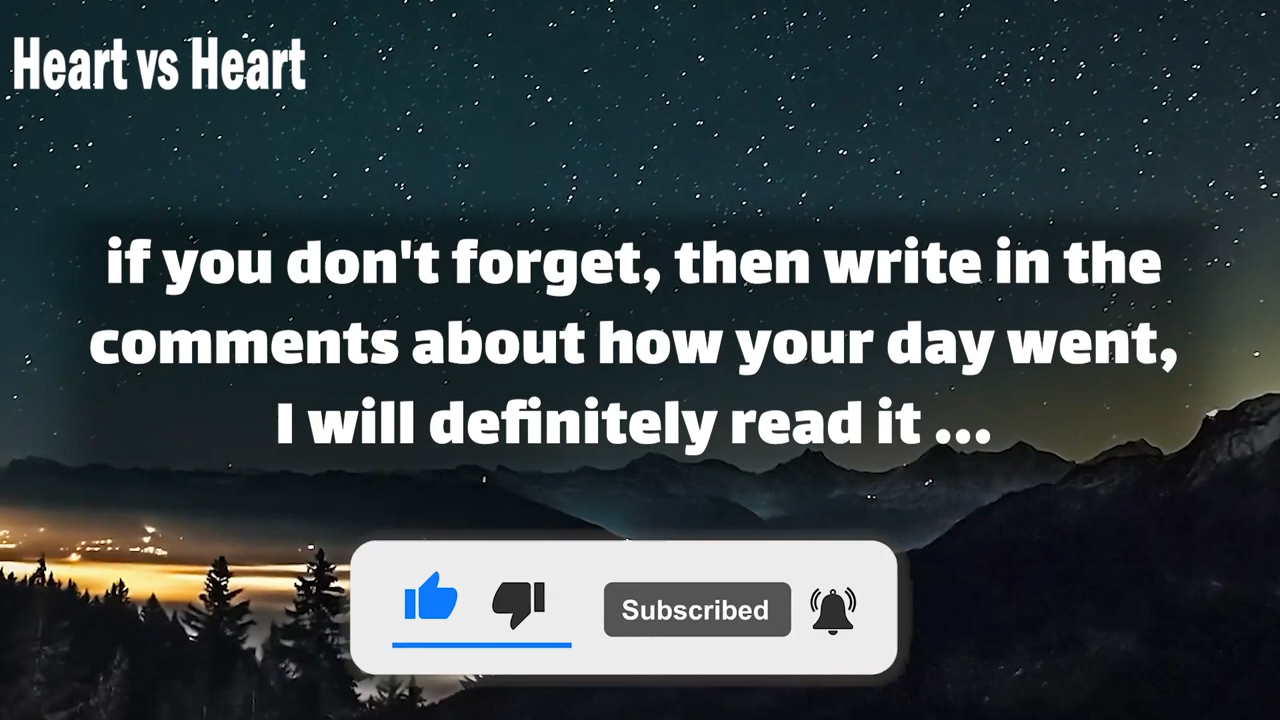 Heart vs Heart
if you don't forget, then write in the
comments about how your day went,
I will definitely read it ...
Subscribed